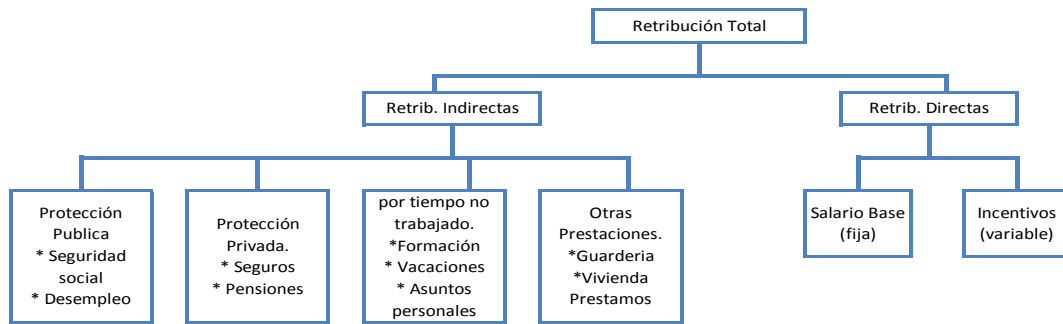 Retribución Total
Retrib. Indirectas
Retrib. Directas
Protección
Publica
* Seguridad
social
* Desempleo
Protección
Privada.
* Seguros
* Pensiones
por tiempo no
trabajado.
*Formación
* Vacaciones
* Asuntos
personales
Otras
Prestaciones.
*Guarderia
*Vivienda
Prestamos
Salario Base
(fija)
Incentivos
(variable)